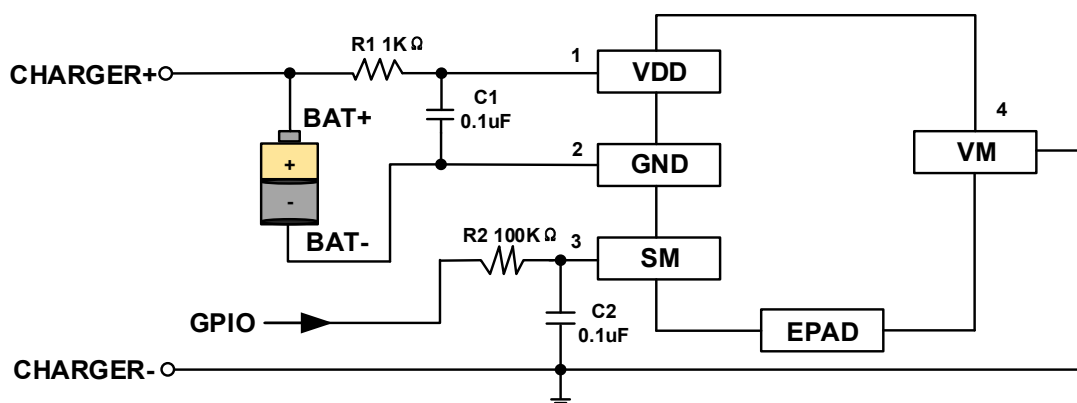 R1 1KΩ
1
VDD
CHARGER+
C1
0.1uF
4
BAT+
+
2
GND
VM
-
BAT-
R2 100KΩ
3
SM
C2
0.1uF
GPIO
EPAD
CHARGER-